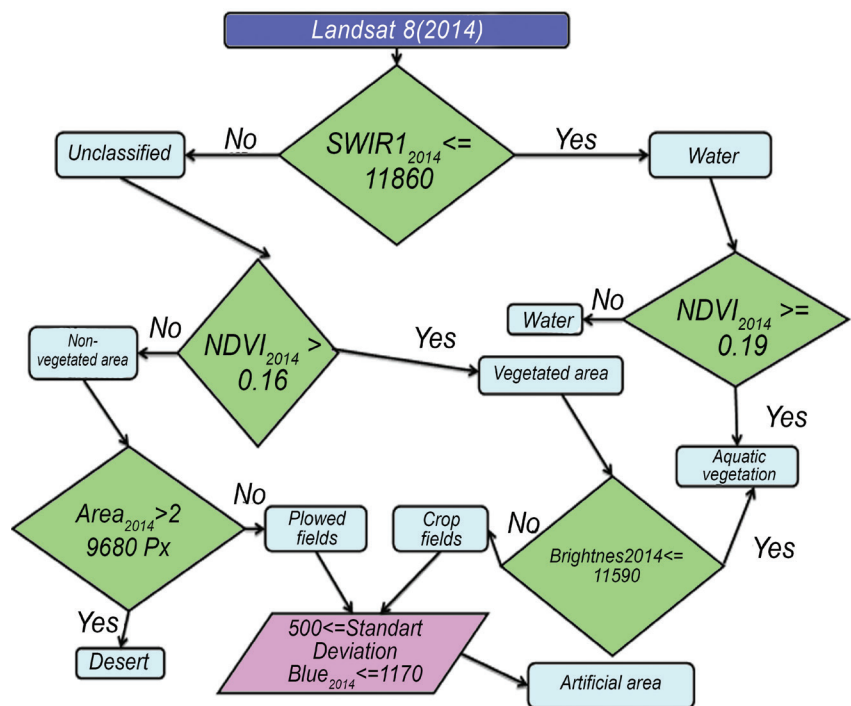 Landsat 8(2014)
No
SWIR1 2014 <=
11860
Yes
Unclassified
Water
No
NDVI 2014 >
0.16
Yes
Non-
vegetated area
Water
No
NDVI 2014 >=
0.19
Yes
Vegetated area
Aquatic
vegetation
Area 2014 >2
9680 Px
No
Yes
Desert
Plowed
fields
Crop
fields
No
Brightnes2014<=
11590
Yes
500<=Standart
Deviation
Blue 2014 <=1170
Artificial area